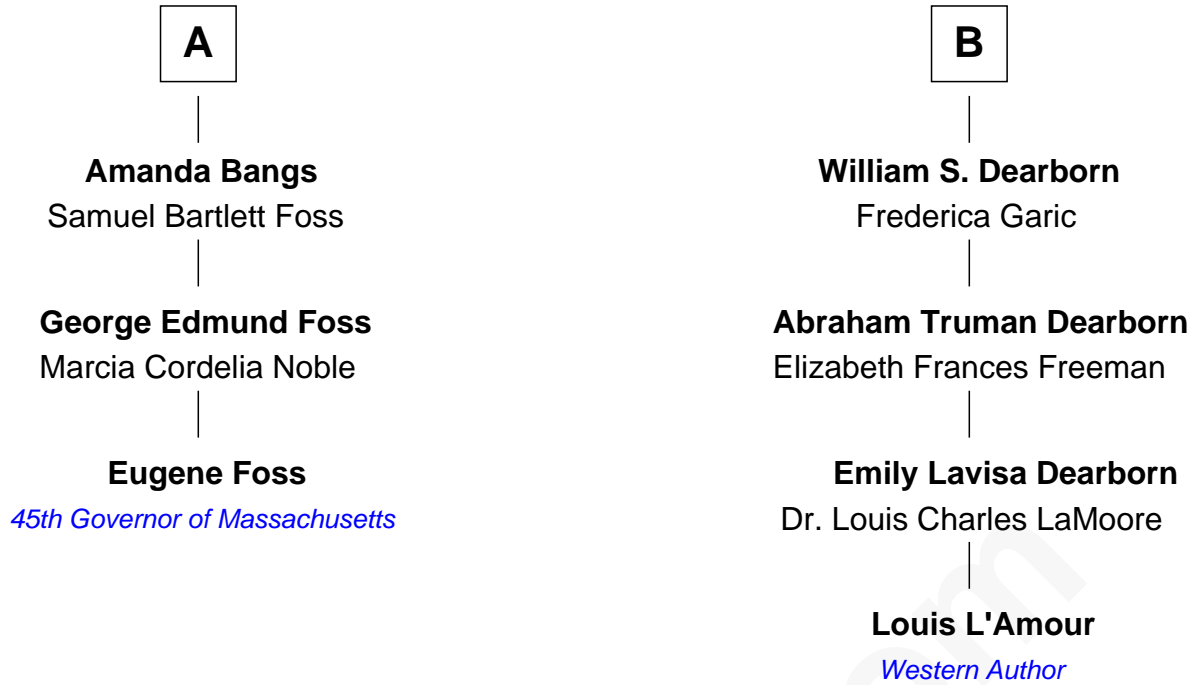 A
Amanda Bangs
Samuel Bartlett Foss
George Edmund Foss
Marcia Cordelia Noble
Eugene Foss
45th Governor of Massachusetts
B
William S. Dearborn
Frederica Garic
Abraham Truman Dearborn
Elizabeth Frances Freeman
Emily Lavisa Dearborn
Dr. Louis Charles LaMoore
Louis L'Amour
Western Author